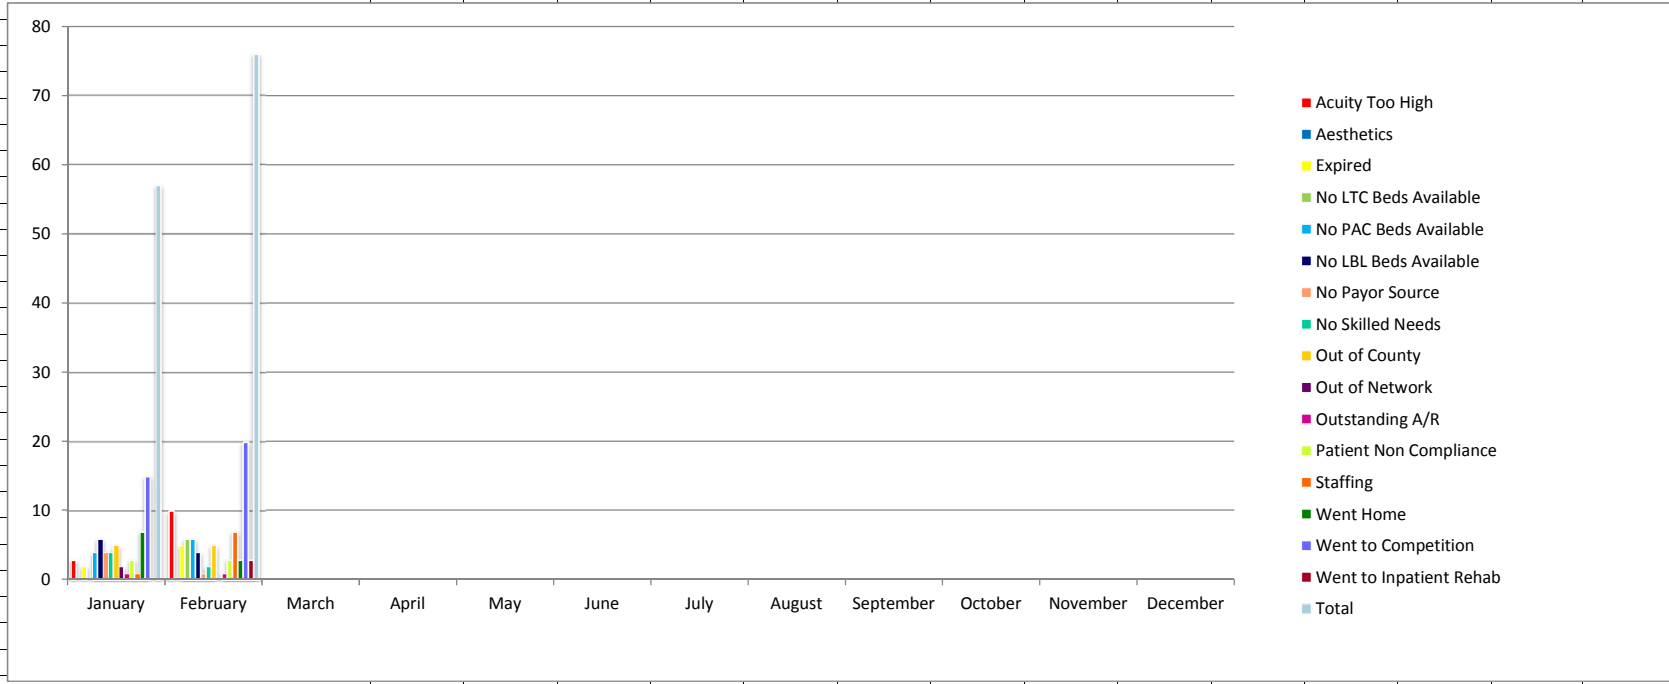 80
70
60
50
40
30
20
10
0
January February March April May June July August September October November December
Acuity Too High
Aesthetics
Expired
No LTC Beds Available
No PAC Beds Available
No LBL Beds Available
No Payor Source
No Skilled Needs
Out of County
Out of Network
Outstanding A/R
Patient Non Compliance
Staffing
Went Home
Went to Competition
Went to Inpatient Rehab
Total